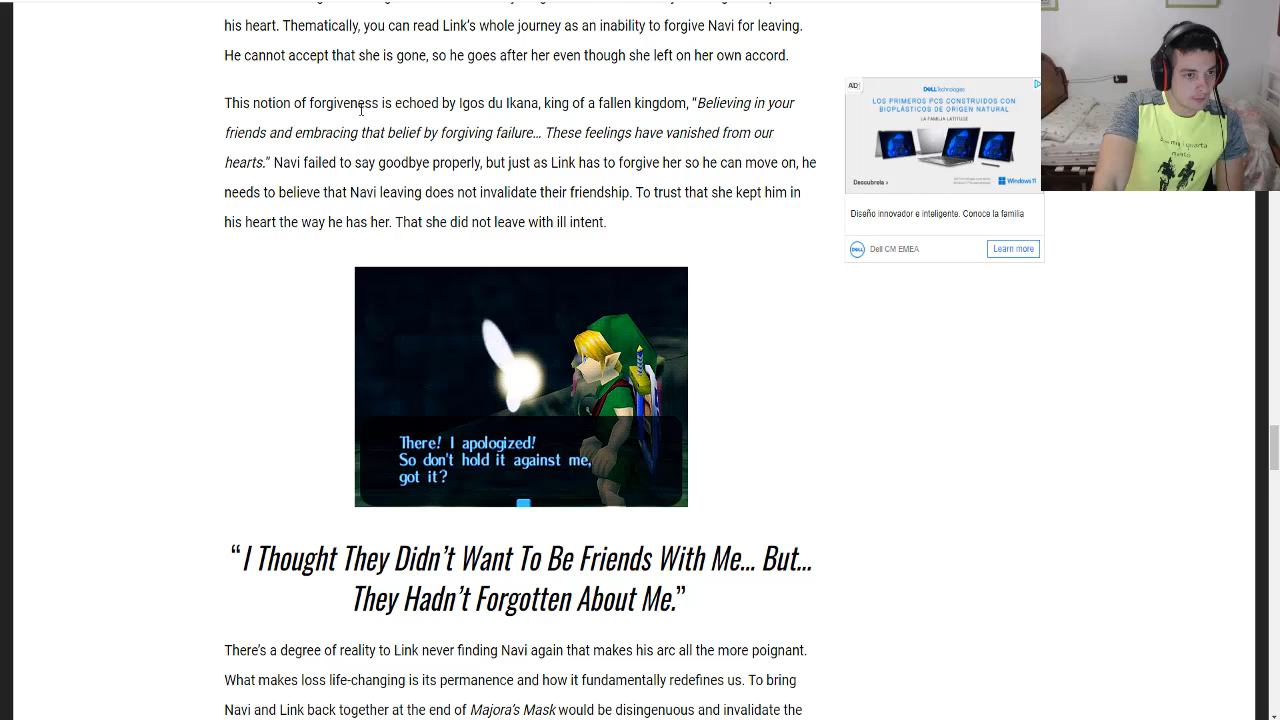 his heart. Thematically, you can read Link's whole journey as an inability to forgive Navi for leaving.
He cannot accept that she is gone, so he goes after her even though she left on her own accord.
This notion of forgiveness is echoed by Igos du Ikana, king of a fallen kingdom, "Believing in your
friends and embracing that belief by forgiving failure... These feelings have vanished from our
hearts." Navi failed to say goodbye properly, but just as Link has to forgive her so he can move on, he
needs to believe Navi leaving does not invalidate their friendship. To trust that she kept him in
his heart the way he has her. That she did not leave with ill intent.
AD!
DELL Technologies
LOS PRIMEROS PCS CONSTRUIDOS CON
BIOPLÁSTICOS DE ORIGEN NATURAL
LA FAMILIA LATITUDE
Descúbrela >
Windows 11
Diseño innovador e inteligente. Conoce la familia
DELL
Dell CM EMEA
Learn more
There! I apologized!
So don't hold it against me,
got it?
"I Thought They Didn't Want To Be Friends With Me... But...
They Hadn't Forgotten About Me."
There's a degree of reality to Link never finding Navi again that makes his arc all the more poignant.
What makes loss life-changing is its permanence and how it fundamentally redefines us. To bring
Navi and Link back together at the end of Majora's Mask would be disingenuous and invalidate the